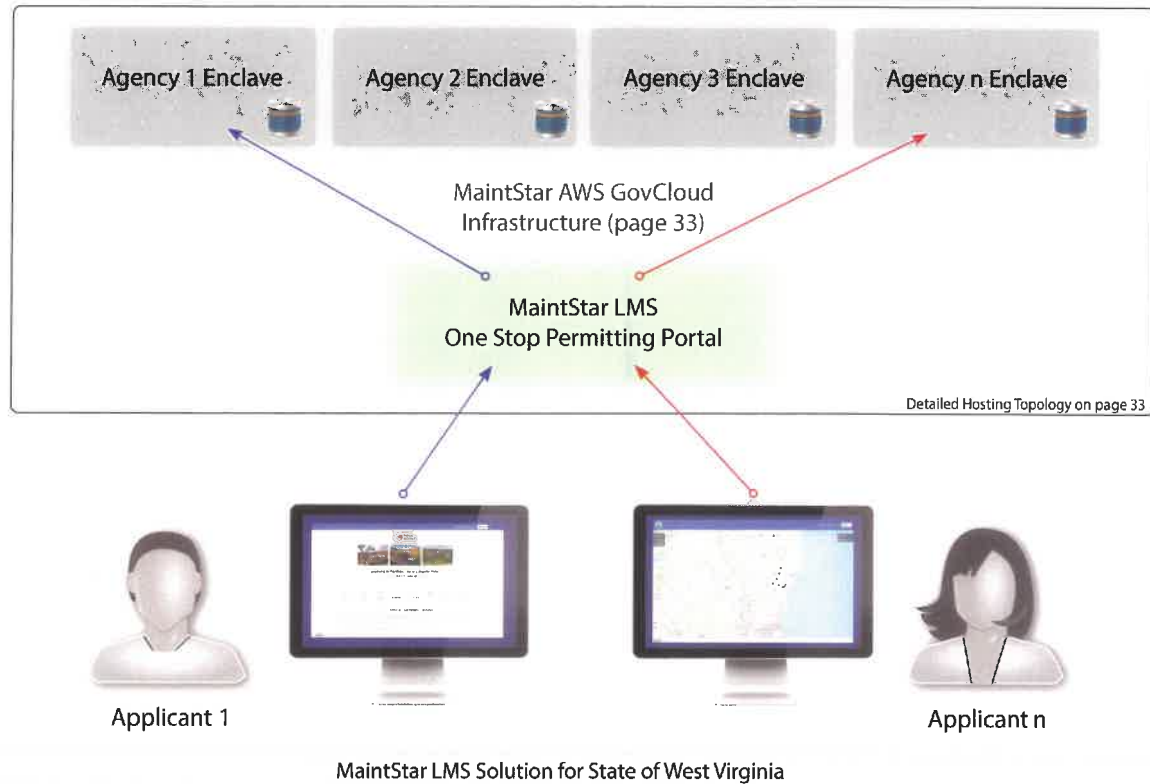 Agency 1 Enclave
Agency 2 Enclave
Agency 3 Enclave
Agency n Enclave
MaintStar AWS GovCloud
Infrastructure (page 33)
MaintStar LMS
One Stop Permitting Portal
Detailed Hosting Topology on page 33
Applicant 1
Applicant n
MaintStar LMS Solution for State of West Virginia